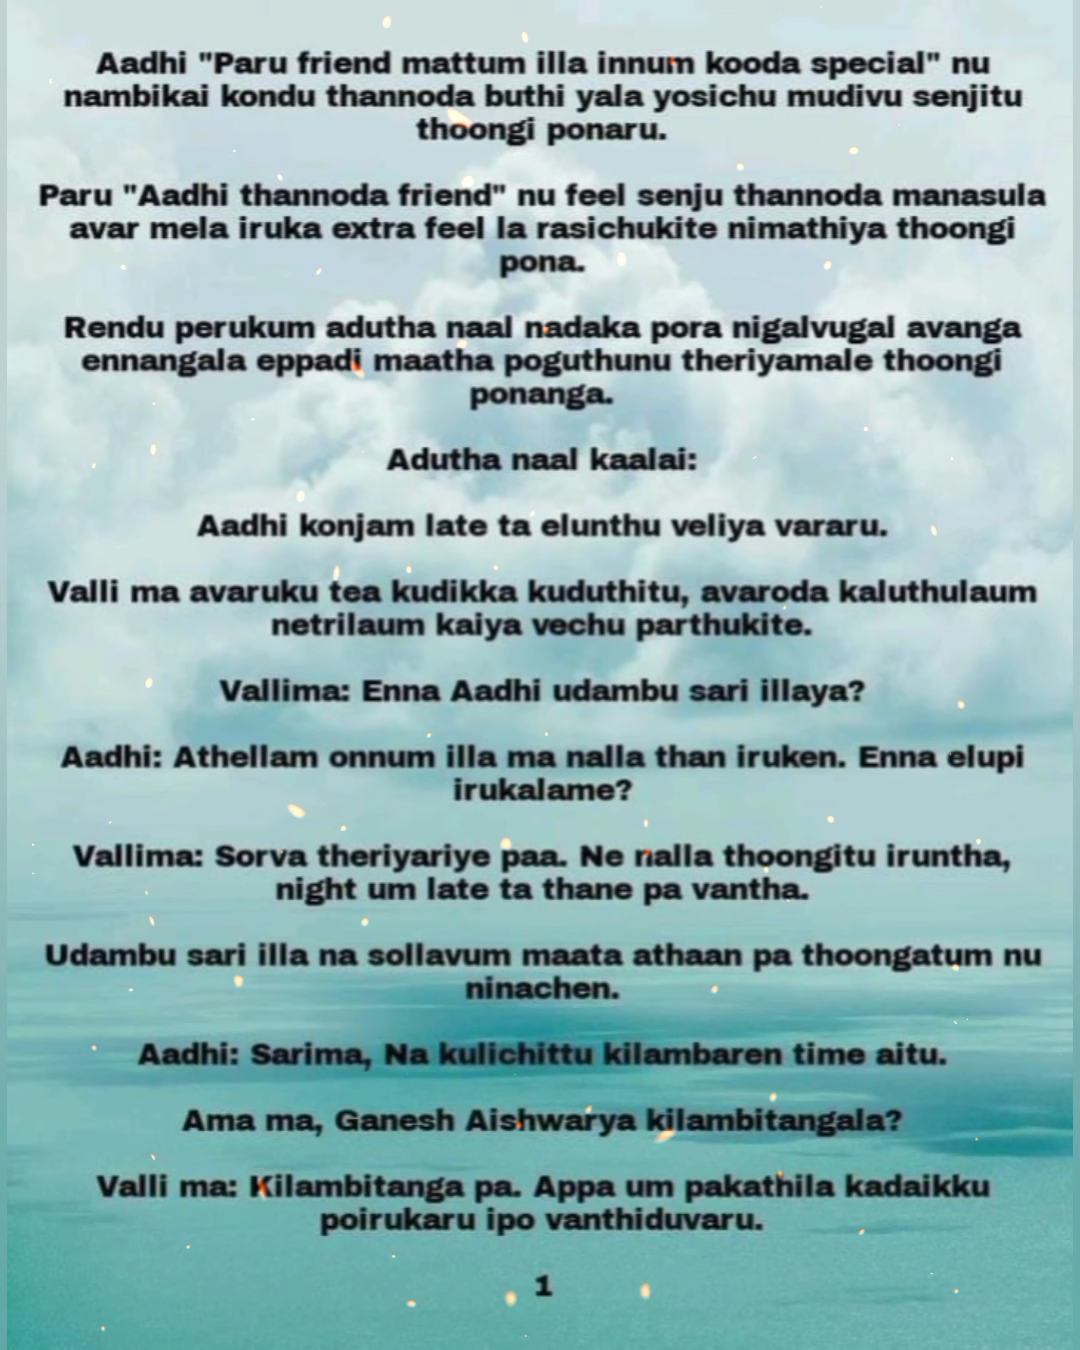 Aadhi "Paru friend mattum illa innum kooda special" nu
nambikai kondu thannoda buthi yala yosichu mudivu senjitu
thoongi ponaru.
Paru "Aadhi thannoda friend" nu feel senju thannoda manasula
avar mela iruka extra feel la rasichukite nimathiya thoongi
pona.
Rendu perukum adutha naal nadaka pora nigalvugal avanga
ennangala eppadi maatha poguthunu theriyamale thoongi
ponanga.
Adutha naal kaalai:
Aadhi konjam late ta elunthu veliya vararu.
Valli ma avaruku tea kudikka kuduthitu, avaroda kaluthulaum
netrilaum kaiya vechu parthukite.
Vallima: Enna Aadhi udambu sari illaya?
Aadhi: Athellam onnum illa ma nalla than iruken. Enna elupi
irukalame?
Vallima: Sorva theriyariye paa. Ne nalla thoongitu iruntha,
night um late ta thane pa vantha.
Udambu sari illa na sollavum maata athaan pa thoongatum nu
ninachen.
Aadhi: Sarima, Na kulichittu kilambaren time aitu.
Ama ma, Ganesh Aishwarya kilambitangala?
Valli ma: Kilambitanga pa. Appa um pakathila kadaikku
poirukaru ipo vanthiduvaru.
1